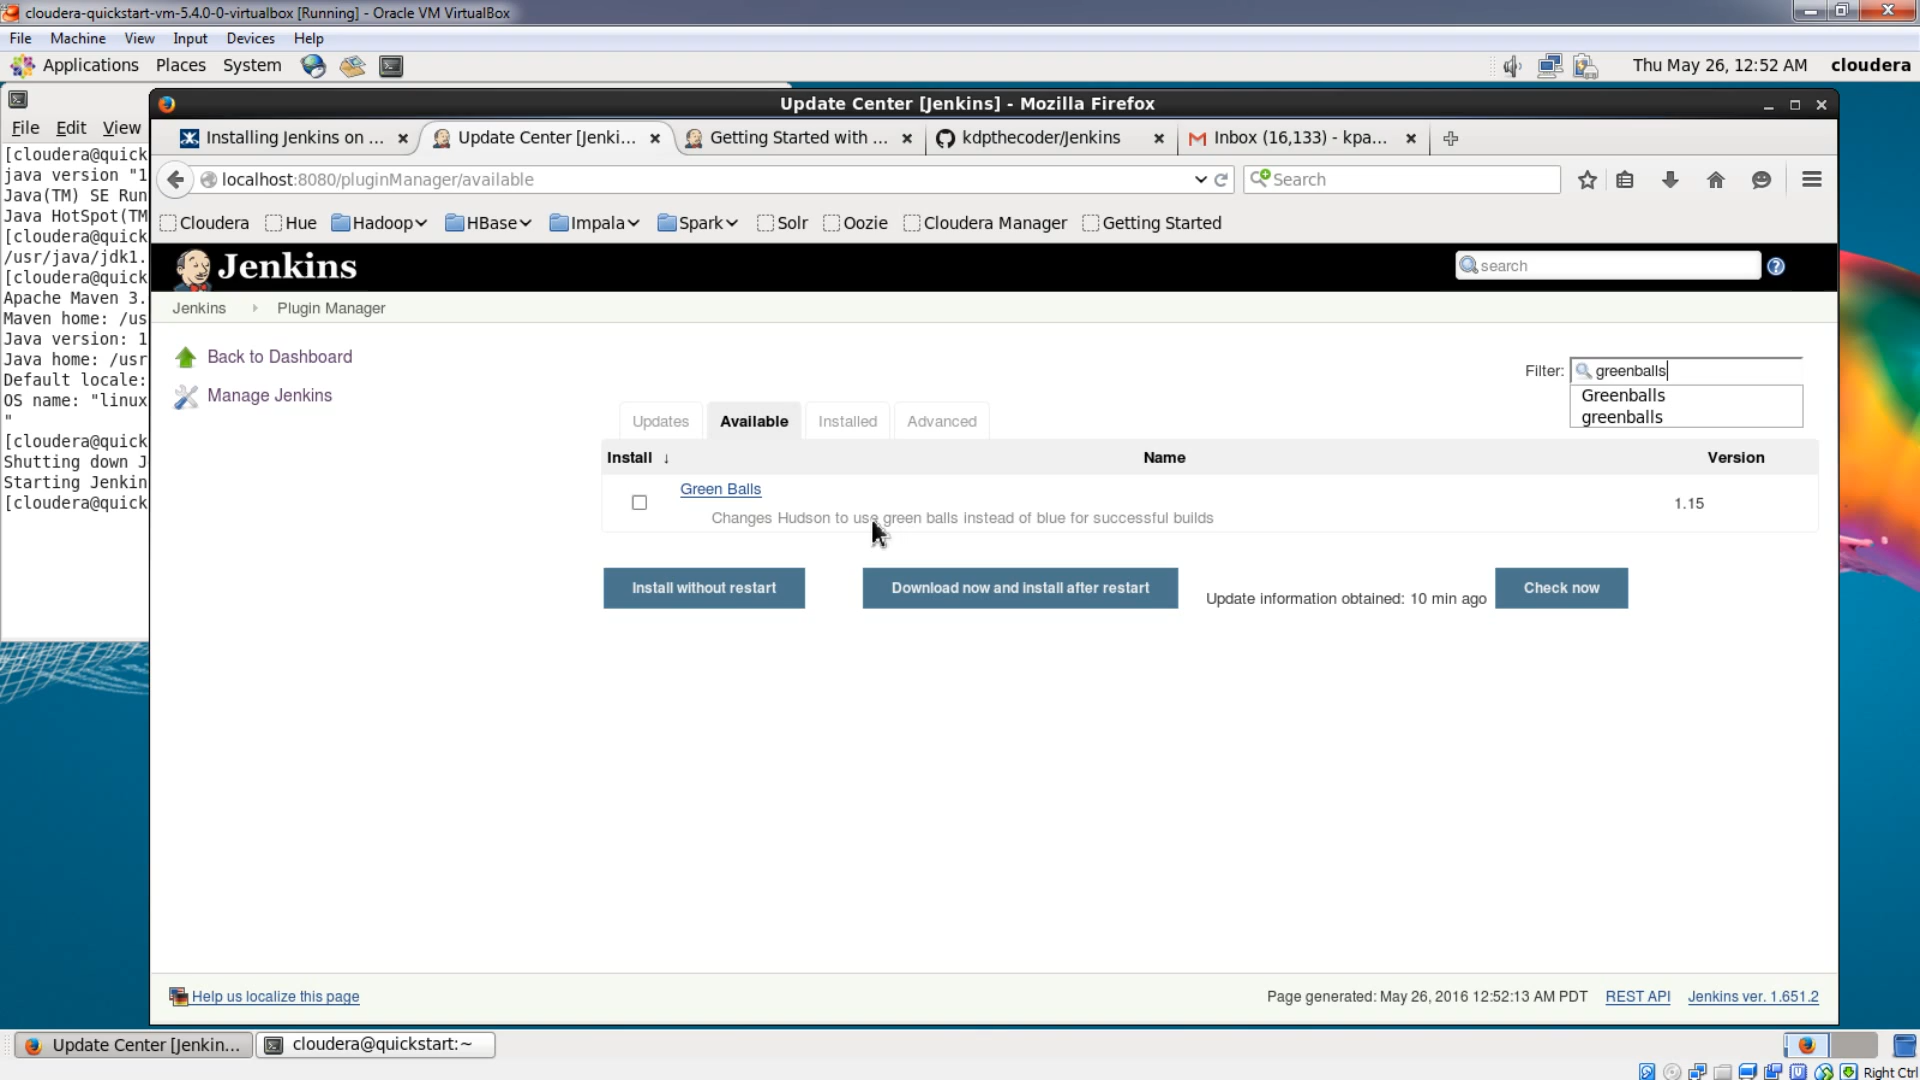 cloudera-quickstart-vm-5.4.0-0-virtualbox [Running] - Oracle VM VirtualBox
File Machine View Input Devices Help
Applications Places System Thu May 26, 12:52 AM cloudera
Update Center [Jenkins] - Mozilla Firefox
File Edit View
Installing Jenkins on ... Update Center [Jenki... Getting Started with ... kdpthecoder/Jenkins Inbox (16,133) - kpa...
[cloudera@quick
java version "1
Java(TM) SE Run
Java HotSpot(TM
[cloudera@quick
/usr/java/jdk1.
[cloudera@quick
Apache Maven 3.
Maven home: /us
Java version: 1
Java home: /usr
Default locale:
OS name: "linux
"
[cloudera@quick
Shutting down J
Starting Jenkin
[cloudera@quick
localhost:8080/pluginManager/available Search
Cloudera Hue Hadoop HBase Impala Spark Solr Oozie Cloudera Manager Getting Started
Jenkins search
Jenkins Plugin Manager
Back to Dashboard
Manage Jenkins
Filter: greenballs
Greenballs
greenballs
Updates Available Installed Advanced
Install ↓ Name Version
Green Balls
Changes Hudson to use green balls instead of blue for successful builds
1.15
Install without restart Download now and install after restart Update information obtained: 10 min ago Check now
Help us localize this page Page generated: May 26, 2016 12:52:13 AM PDT REST API Jenkins ver. 1.651.2
Update Center [Jenkin... cloudera@quickstart:~
Right Ctrl